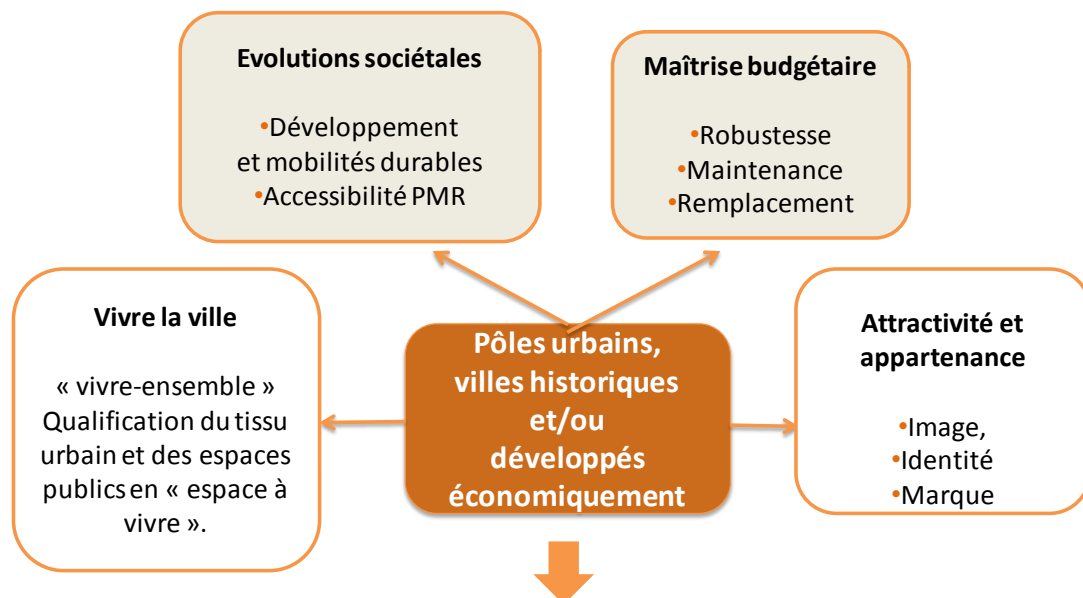 Evolutions sociétales
•Développement
et mobilités durables
•Accessibilité PMR
Maîtrise budgétaire
•Robustesse
•Maintenance
•Remplacement
Vivre la ville
« vivre-ensemble »
Qualification du tissu
urbain et des espaces
publics en « espace à
vivre ».
Pôles urbains,
villes historiques
et/ou
développés
économiquement
Attractivité et
appartenance
•Image,
•Identité
•Marque